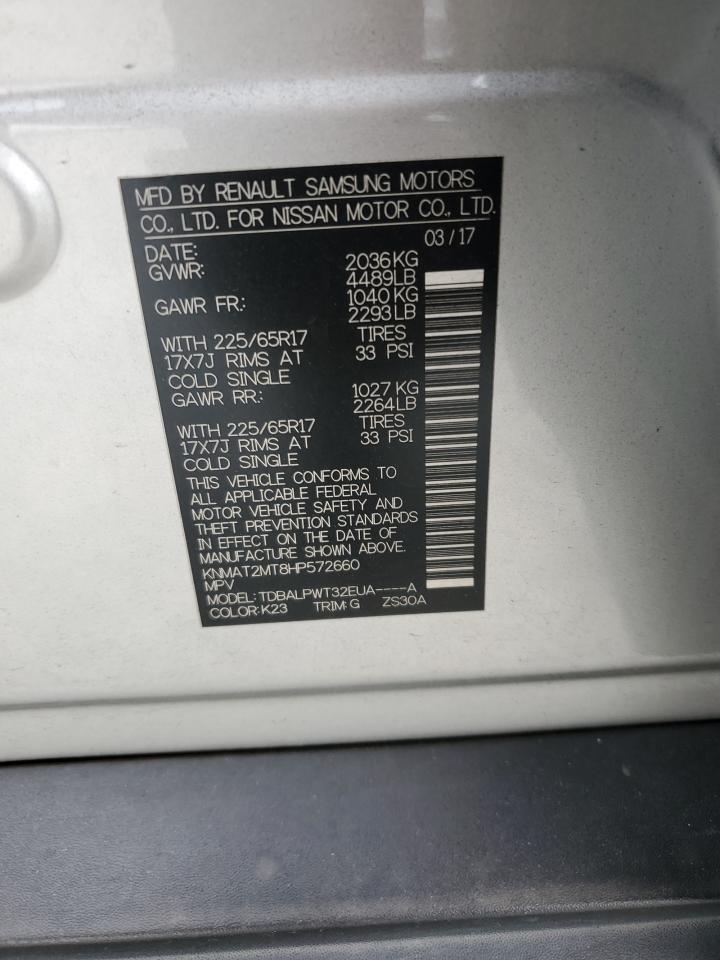 MFD BY RENAULT SAMSUNG MOTORS
CO., LTD. FOR NISSAN MOTOR CO., LTD.
DATE: 03/17
GVWR: 2036KG
4489LB
GAWR FR.: 1040KG
2293LB
WITH 225/65R17 TIRES
17X7J RIMS AT 33 PSI
COLD SINGLE
GAWR RR.: 1027KG
2264LB
WITH 225/65R17 TIRES
17X7J RIMS AT 33 PSI
COLD SINGLE
THIS VEHICLE CONFORMS TO
ALL APPLICABLE FEDERAL
MOTOR VEHICLE SAFETY AND
THEFT PREVENTION STANDARDS
IN EFFECT ON THE DATE OF
MANUFACTURE SHOWN ABOVE.
KNMAT2MT8HP572660
MPV
MODEL: TDBALPWT32EUA----A
COLOR: K23 TRIM: G ZS30A